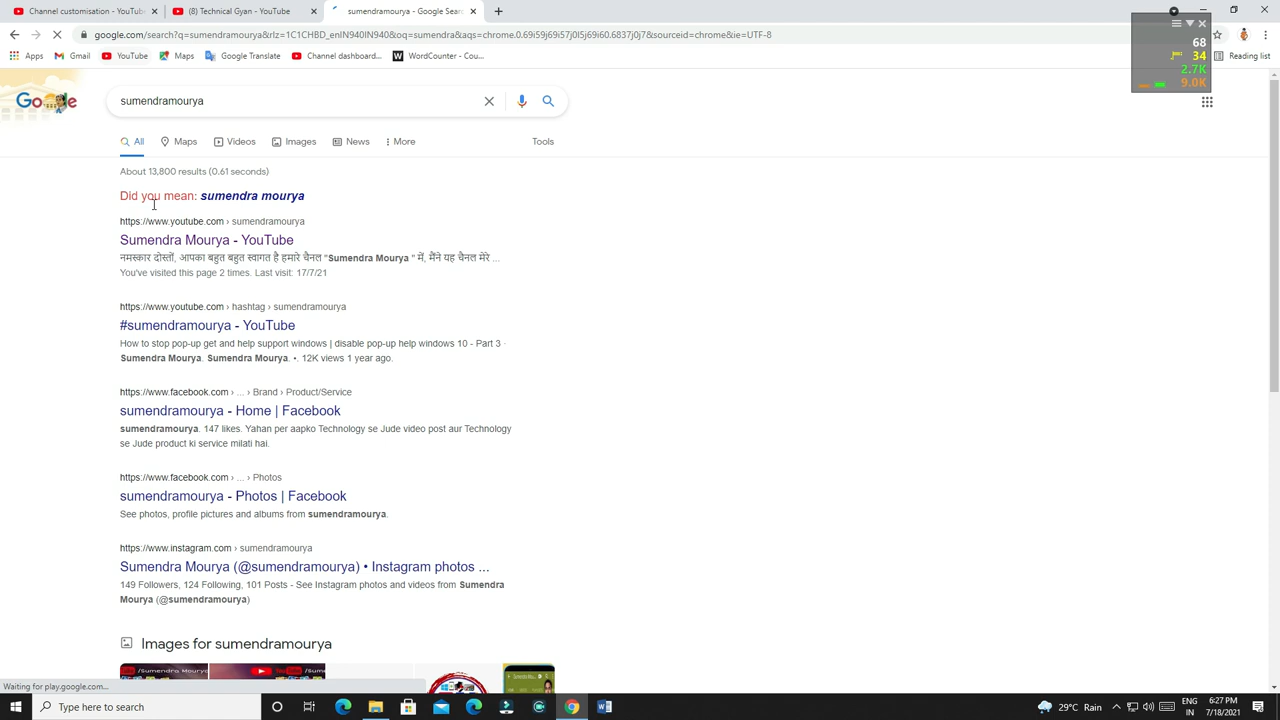 Channel customisation - YouTub
(8) Technical Gyan - YouTube
sumendramourya - Google Sear
google.com/search?q=sumendramourya&rlz=1C1CHBD_enIN940IN940&oq=sumendra&aqs=chrome.0.69i59j69i57j0l5j69i60.6837j0j7&sourceid=chrome&ie=UTF-8
Apps
Gmail
YouTube
Maps
Google Translate
Channel dashboard...
WordCounter - Cou...
Reading list
68
34
2.7K
9.0K
Google
sumendramourya
All
Maps
Videos
Images
News
More
Tools
About 13,800 results (0.61 seconds)
Did you mean: sumendra mourya
https://www.youtube.com › sumendramourya
Sumendra Mourya - YouTube
नमस्कार दोस्तों, आपका बहुत बहुत स्वागत है हमारे चैनल "Sumendra Mourya " में, मैंने यह चैनल मेरे ...
You've visited this page 2 times. Last visit: 17/7/21
https://www.youtube.com › hashtag › sumendramourya
#sumendramourya - YouTube
How to stop pop-up get and help support windows | disable pop-up help windows 10 - Part 3 ·
Sumendra Mourya. Sumendra Mourya. •. 12K views 1 year ago.
https://www.facebook.com › ... › Brand › Product/Service
sumendramourya - Home | Facebook
sumendramourya. 147 likes. Yahan per aapko Technology se Jude video post aur Technology
se Jude product ki service milati hai.
https://www.facebook.com › ... › Photos
sumendramourya - Photos | Facebook
See photos, profile pictures and albums from sumendramourya.
https://www.instagram.com › sumendramourya
Sumendra Mourya (@sumendramourya) • Instagram photos ...
149 Followers, 124 Following, 101 Posts - See Instagram photos and videos from Sumendra
Mourya (@sumendramourya)
Images for sumendramourya
/Sumendra Mourya
Waiting for play.google.com...
Type here to search
29°C Rain
ENG
IN
6:27 PM
7/18/2021